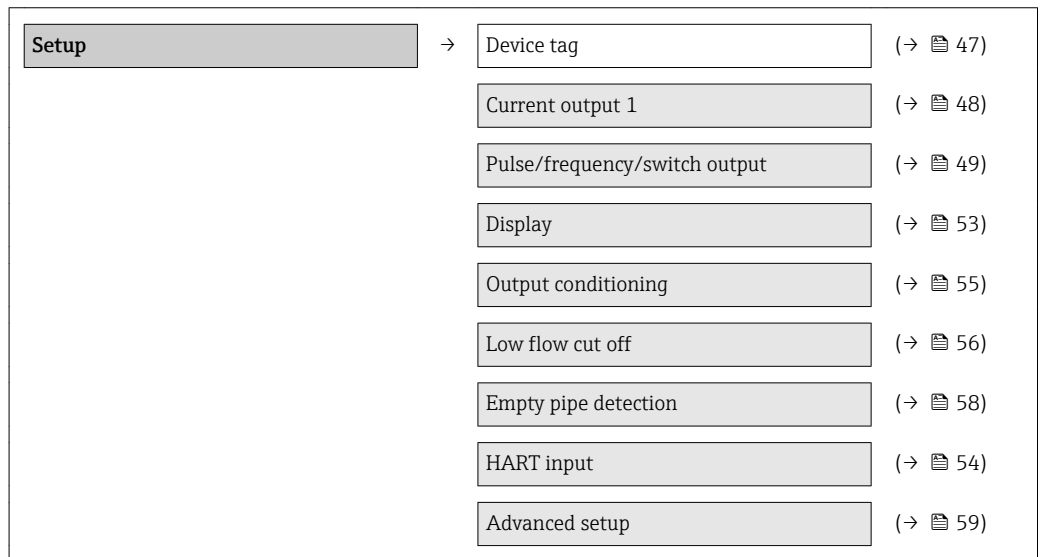 Setup → Device tag (→ 47)
Current output 1 (→ 48)
Pulse/frequency/switch output (→ 49)
Display (→ 53)
Output conditioning (→ 55)
Low flow cut off (→ 56)
Empty pipe detection (→ 58)
HART input (→ 54)
Advanced setup (→ 59)